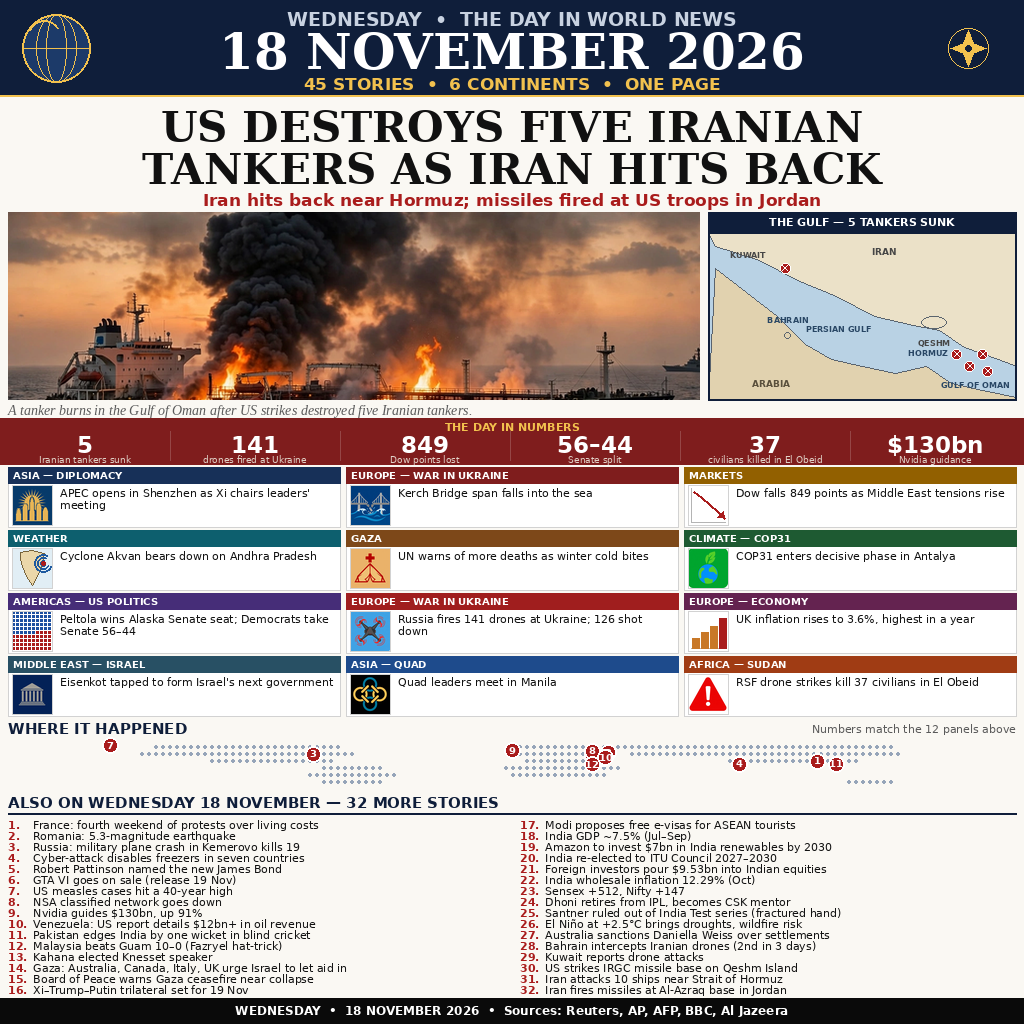 WEDNESDAY • THE DAY IN WORLD NEWS
18 NOVEMBER 2026
45 STORIES • 6 CONTINENTS • ONE PAGE
US DESTROYS FIVE IRANIAN
TANKERS AS IRAN HITS BACK
Iran hits back near Hormuz; missiles fired at US troops in Jordan
THE GULF — 5 TANKERS SUNK
KUWAIT
IRAN
BAHRAIN
PERSIAN GULF
QESHM
HORMUZ
ARABIA
GULF OF OMAN
A tanker burns in the Gulf of Oman after US strikes destroyed five Iranian tankers.
THE DAY IN NUMBERS
5
Iranian tankers sunk
141
drones fired at Ukraine
849
Dow points lost
56–44
Senate split
37
civilians killed in El Obeid
$130bn
Nvidia guidance
ASIA — DIPLOMACY
APEC opens in Shenzhen as Xi chairs leaders'
meeting
EUROPE — WAR IN UKRAINE
Kerch Bridge span falls into the sea
MARKETS
Dow falls 849 points as Middle East tensions rise
WEATHER
Cyclone Akvan bears down on Andhra Pradesh
GAZA
UN warns of more deaths as winter cold bites
CLIMATE — COP31
COP31 enters decisive phase in Antalya
AMERICAS — US POLITICS
Peltola wins Alaska Senate seat; Democrats take
Senate 56–44
EUROPE — WAR IN UKRAINE
Russia fires 141 drones at Ukraine; 126 shot
down
EUROPE — ECONOMY
UK inflation rises to 3.6%, highest in a year
MIDDLE EAST — ISRAEL
Eisenkot tapped to form Israel's next government
ASIA — QUAD
Quad leaders meet in Manila
AFRICA — SUDAN
RSF drone strikes kill 37 civilians in El Obeid
WHERE IT HAPPENED
Numbers match the 12 panels above
7
3
9
8
10
12
4
1
11
ALSO ON WEDNESDAY 18 NOVEMBER — 32 MORE STORIES
1. France: fourth weekend of protests over living costs
2. Romania: 5.3-magnitude earthquake
3. Russia: military plane crash in Kemerovo kills 19
4. Cyber-attack disables freezers in seven countries
5. Robert Pattinson named the new James Bond
6. GTA VI goes on sale (release 19 Nov)
7. US measles cases hit a 40-year high
8. NSA classified network goes down
9. Nvidia guides $130bn, up 91%
10. Venezuela: US report details $12bn+ in oil revenue
11. Pakistan edges India by one wicket in blind cricket
12. Malaysia beats Guam 10–0 (Fazryel hat-trick)
13. Kahana elected Knesset speaker
14. Gaza: Australia, Canada, Italy, UK urge Israel to let aid in
15. Board of Peace warns Gaza ceasefire near collapse
16. Xi–Trump–Putin trilateral set for 19 Nov
17. Modi proposes free e-visas for ASEAN tourists
18. India GDP ~7.5% (Jul–Sep)
19. Amazon to invest $7bn in India renewables by 2030
20. India re-elected to ITU Council 2027–2030
21. Foreign investors pour $9.53bn into Indian equities
22. India wholesale inflation 12.29% (Oct)
23. Sensex +512, Nifty +147
24. Dhoni retires from IPL, becomes CSK mentor
25. Santner ruled out of India Test series (fractured hand)
26. El Niño at +2.5°C brings droughts, wildfire risk
27. Australia sanctions Daniella Weiss over settlements
28. Bahrain intercepts Iranian drones (2nd in 3 days)
29. Kuwait reports drone attacks
30. US strikes IRGC missile base on Qeshm Island
31. Iran attacks 10 ships near Strait of Hormuz
32. Iran fires missiles at Al-Azraq base in Jordan
WEDNESDAY • 18 NOVEMBER 2026 • Sources: Reuters, AP, AFP, BBC, Al Jazeera